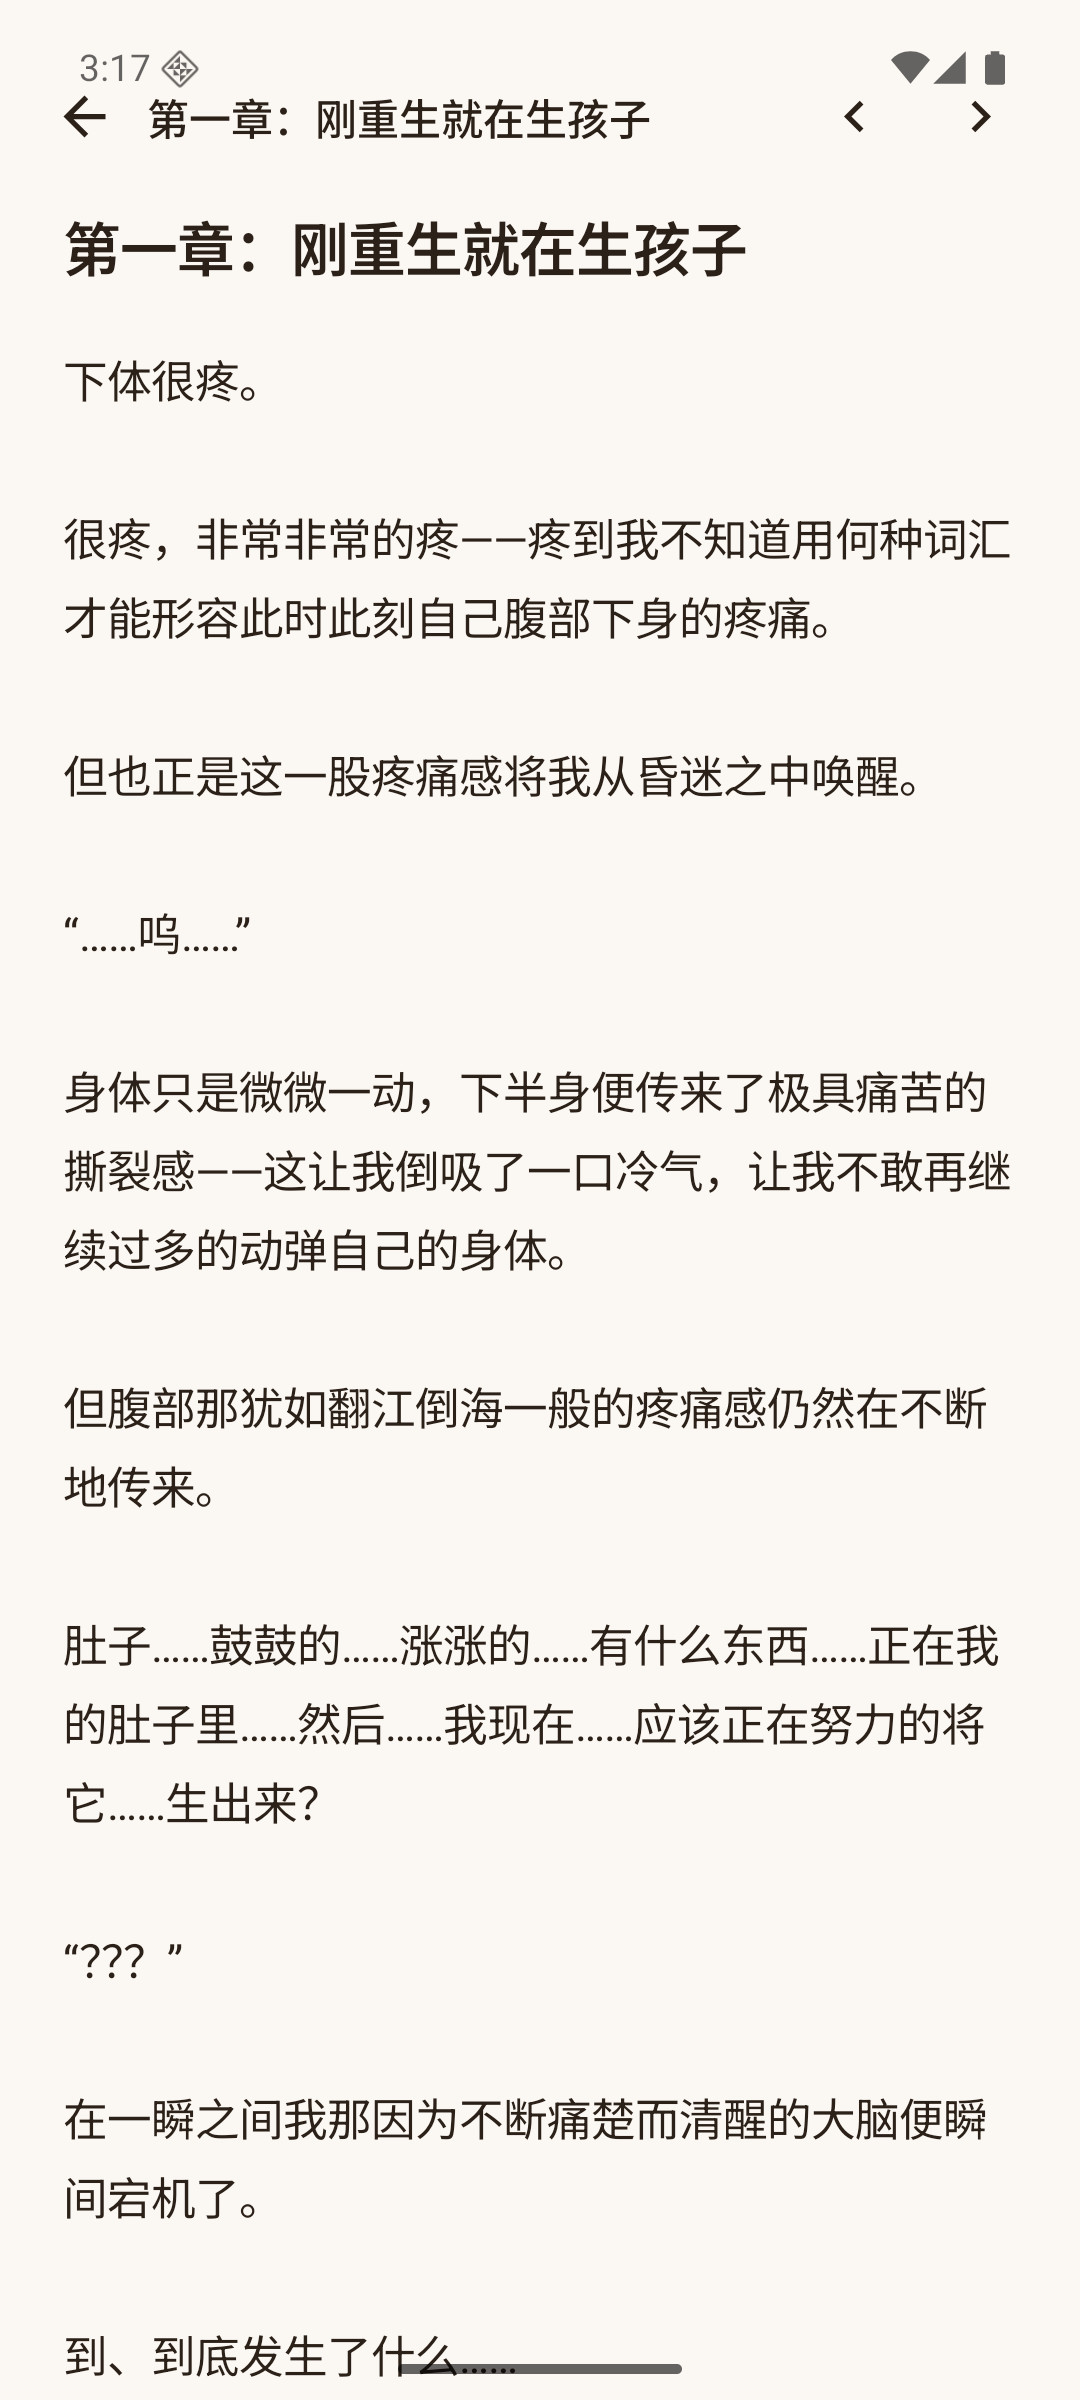 3:17
第一章：刚重生就在生孩子
第一章：刚重生就在生孩子
下体很疼。
很疼，非常非常的疼——疼到我不知道用何种词汇
才能形容此时此刻自己腹部下身的疼痛。
但也正是这一股疼痛感将我从昏迷之中唤醒。
“……呜……”
身体只是微微一动，下半身便传来了极具痛苦的
撕裂感——这让我倒吸了一口冷气，让我不敢再继
续过多的动弹自己的身体。
但腹部那犹如翻江倒海一般的疼痛感仍然在不断
地传来。
肚子……鼓鼓的……涨涨的……有什么东西……正在我
的肚子里……然后……我现在……应该正在努力的将
它……生出来？
“？？？”
在一瞬之间我那因为不断痛楚而清醒的大脑便瞬
间宕机了。
到、到底发生了什么……